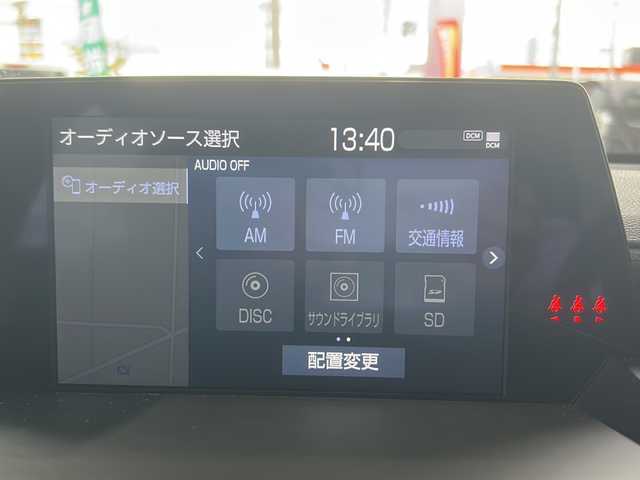 オーディオソース選択
13:40
DCM
DCM
オーディオ選択
AUDIO OFF
AM
FM
交通情報
DISC
サウンドライブラリ
SD
SD
配置変更